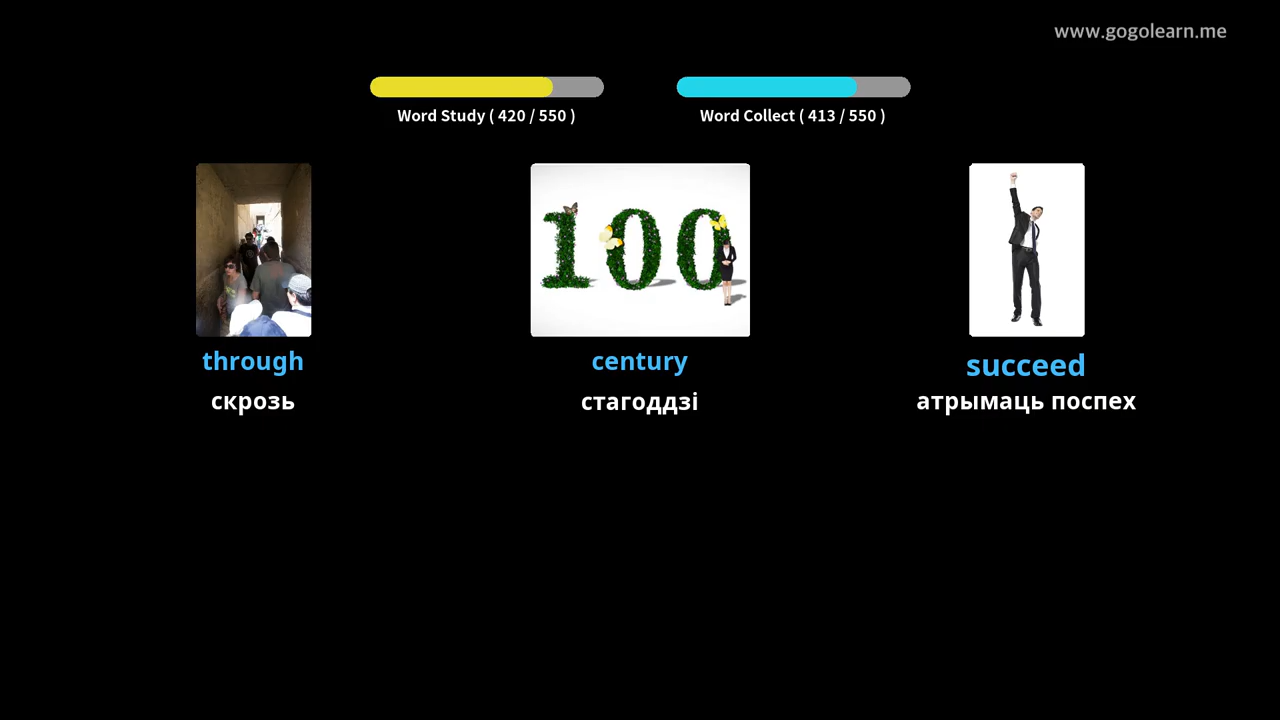 www.gogolearn.me
Word Study ( 420 / 550 )
Word Collect ( 413 / 550 )
100
through
century
succeed
скрозь
стагоддзі
атрымаць поспех